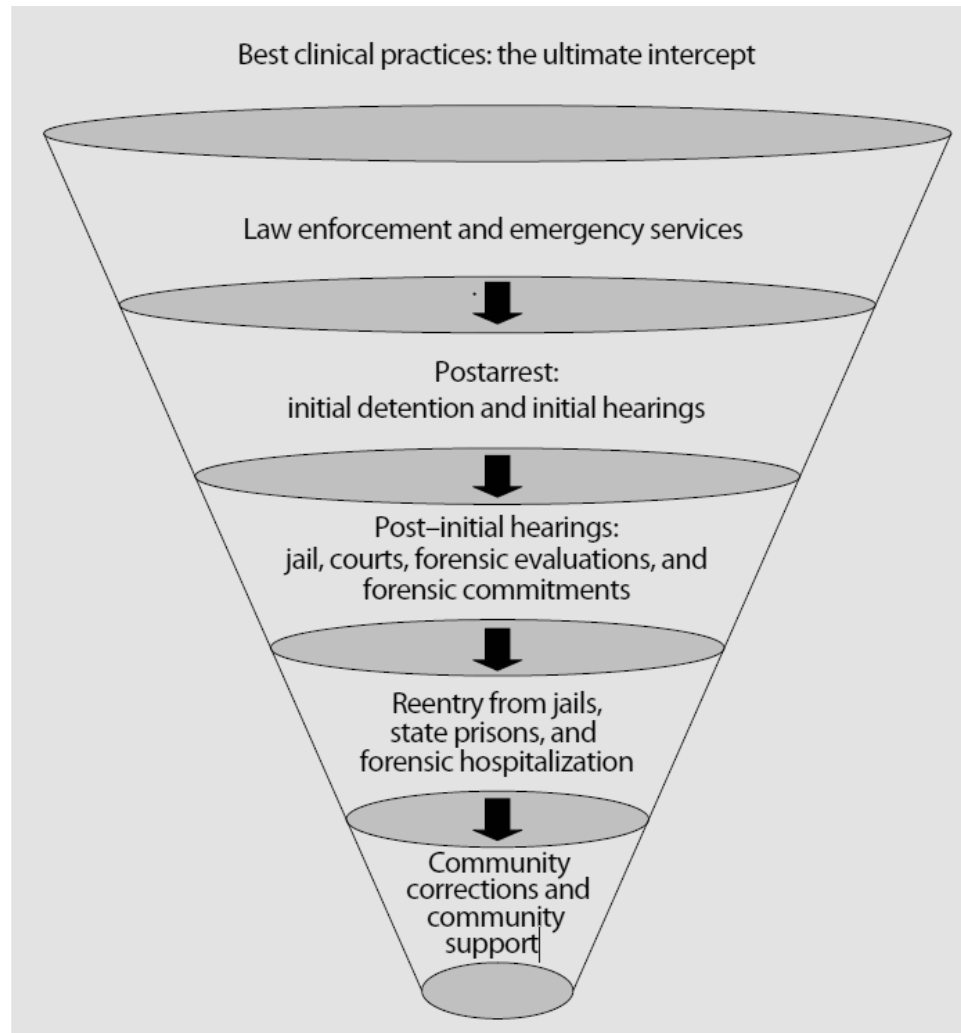 Best clinical practices: the ultimate intercept
Law enforcement and emergency services
Postarrest:
initial detention and initial hearings
Post–initial hearings:
jail, courts, forensic evaluations, and
forensic commitments
Reentry from jails,
state prisons, and
forensic hospitalization
Community
corrections and
community
support